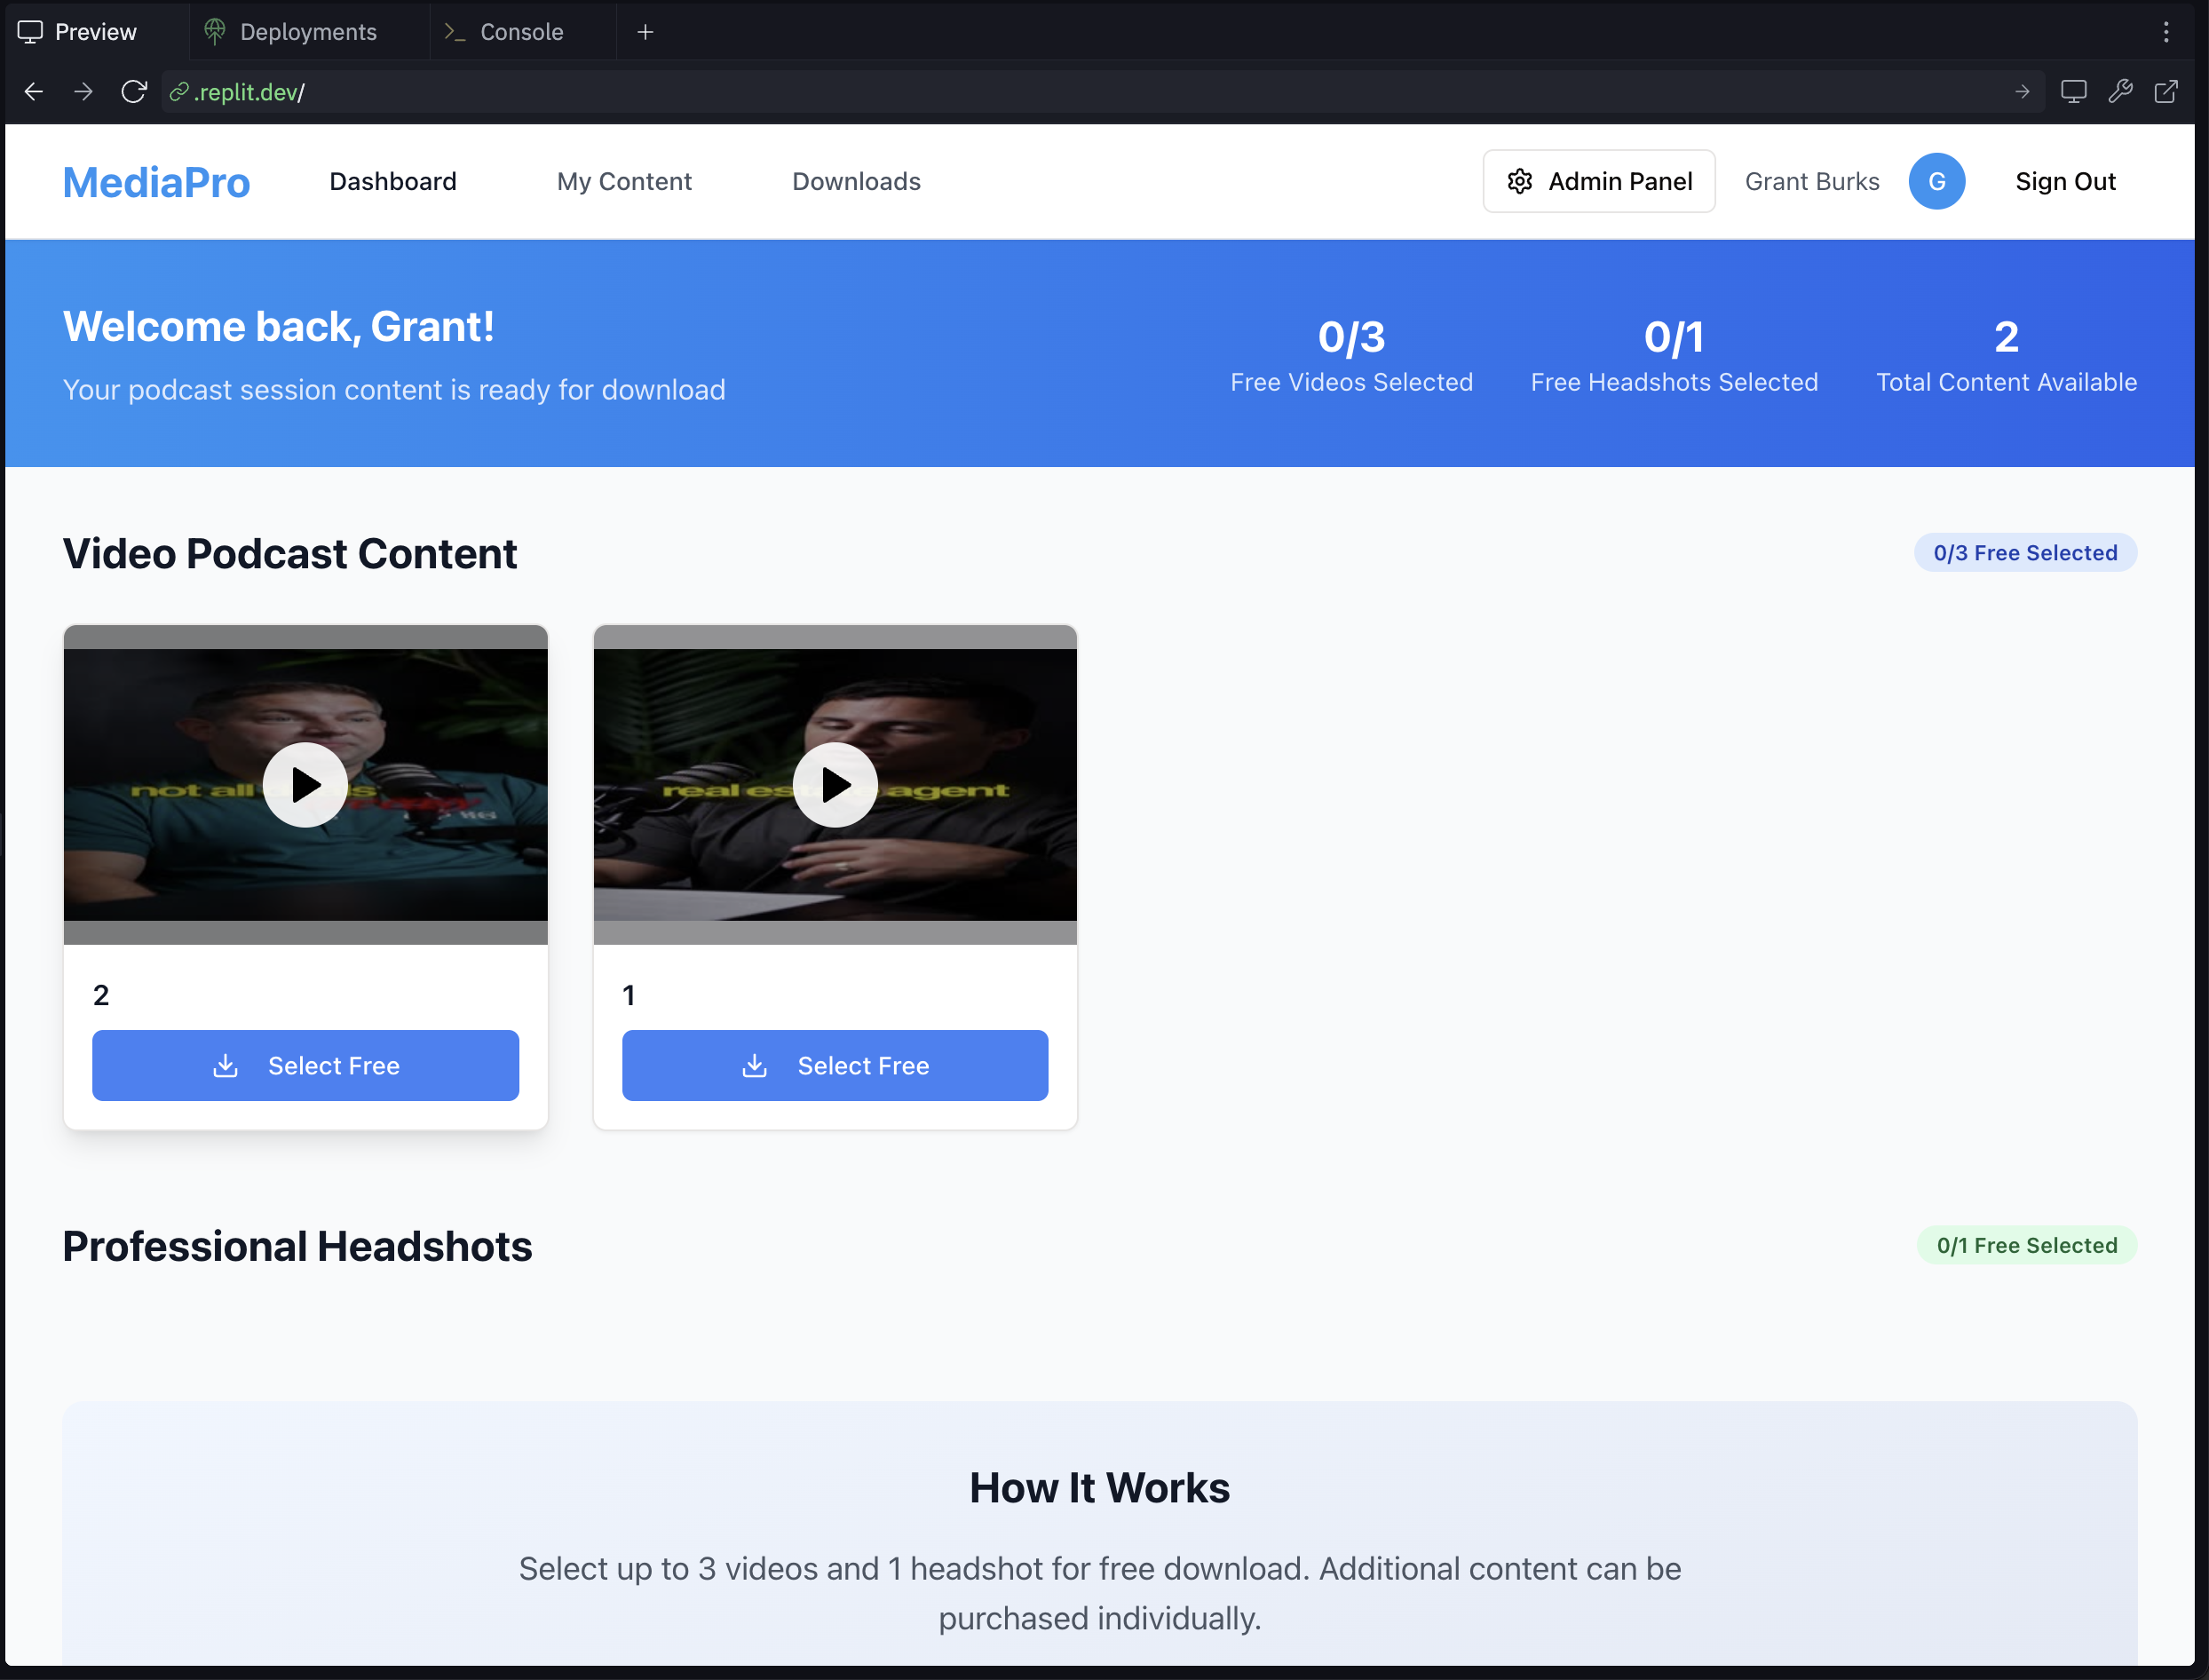 Preview
Deployments
Console
.replit.dev/
MediaPro
Dashboard
My Content
Downloads
Admin Panel
Grant Burks
G
Sign Out
Welcome back, Grant!
Your podcast session content is ready for download
0/3
Free Videos Selected
0/1
Free Headshots Selected
2
Total Content Available
Video Podcast Content
0/3 Free Selected
not all
real es
agent
2
Select Free
1
Select Free
Professional Headshots
0/1 Free Selected
How It Works
Select up to 3 videos and 1 headshot for free download. Additional content can be
purchased individually.